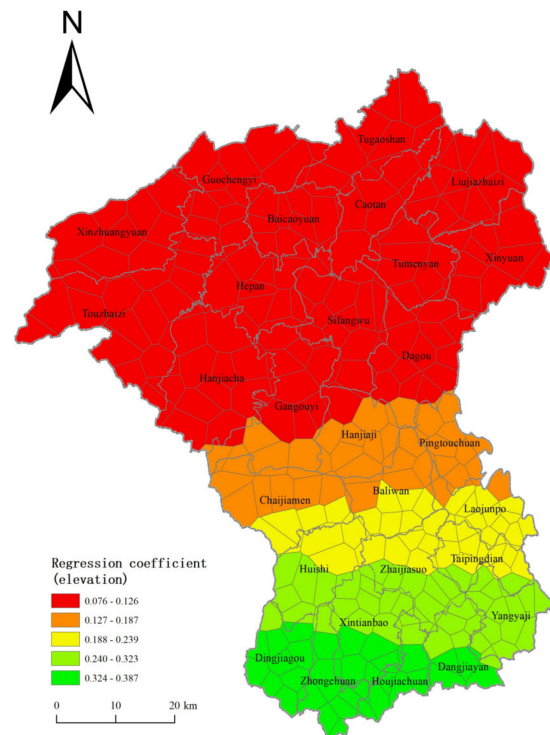 N
Tugaoshan
Guochengyi
Liujiazhaizi
Caotan
Baicaoyuan
Xinzhuangyuan
Tumenyan
Xinyuan
Hepan
Touzhaizi
Sifangwu
Dagou
Hanjiacha
Gangouyi
Hanjiaji
Pingtouchuan
Baliwan
Chaijiamen
Laojunpo
Taipingdian
Huishi
Zhaijiasuo
Yangyaji
Xintianbao
Dingjiagou
Dangjiayan
Zhongchuan
Houjiachuan
Regression coefficient
(elevation)
0.076 - 0.126
0.127 - 0.187
0.188 - 0.239
0.240 - 0.323
0.324 - 0.387
0 10 20 km